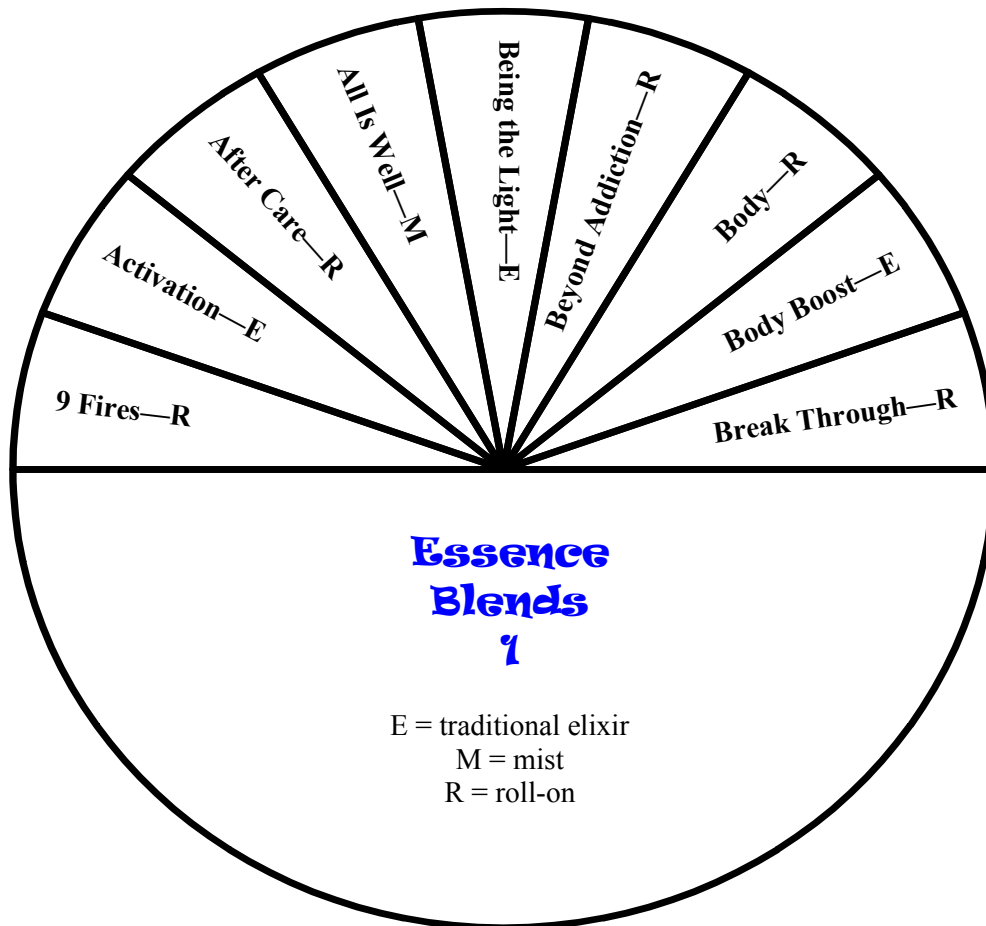 9 Fires—R
Activation—E
After Care—R
All Is Well—M
Being the Light—E
Beyond Addiction—R
Body—R
Body Boost—E
Break Through—R
Essence
Blends
1
E = traditional elixir
M = mist
R = roll-on